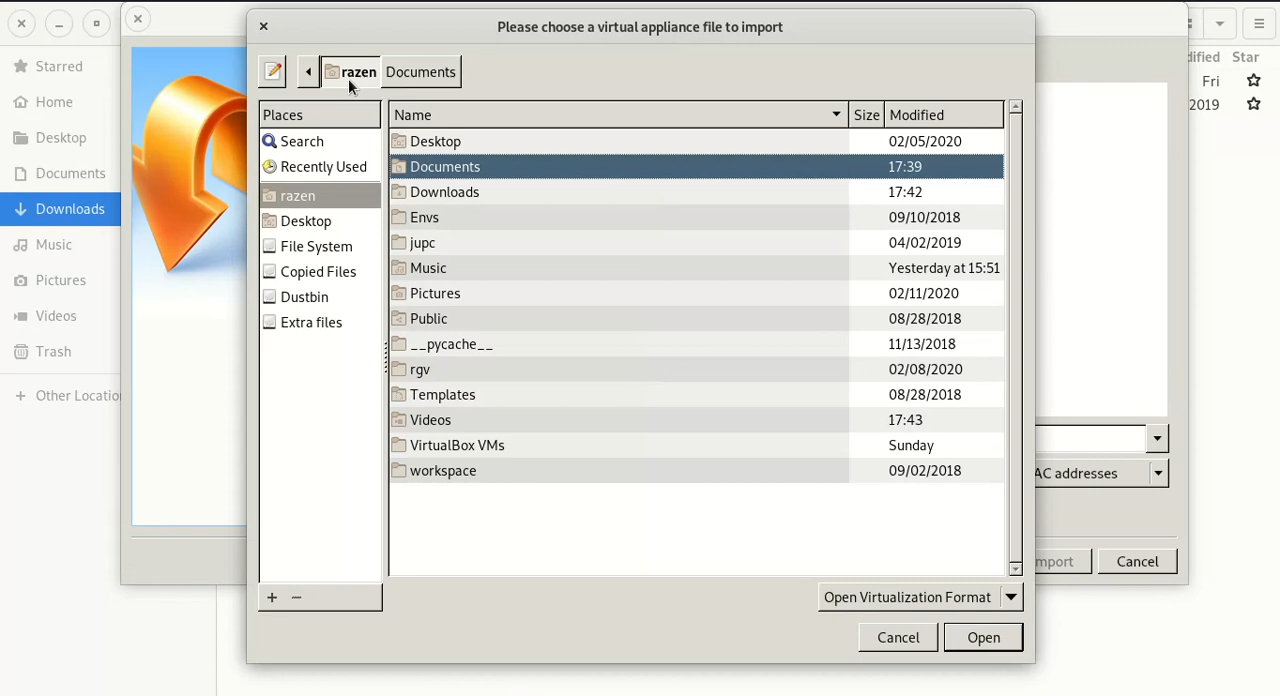 Please choose a virtual appliance file to import
razen Documents
Places
Search
Recently Used
razen
Desktop
File System
Copied Files
Dustbin
Extra files
Name Size Modified
Desktop 02/05/2020
Documents 17:39
Downloads 17:42
Envs 09/10/2018
jupc 04/02/2019
Music Yesterday at 15:51
Pictures 02/11/2020
Public 08/28/2018
__pycache__ 11/13/2018
rgv 02/08/2020
Templates 08/28/2018
Videos 17:43
VirtualBox VMs Sunday
workspace 09/02/2018
Open Virtualization Format
Cancel Open
Starred
Home
Desktop
Documents
Downloads
Music
Pictures
Videos
Trash
+ Other Locatio
dified Star
Fri
2019
AC addresses
mport Cancel